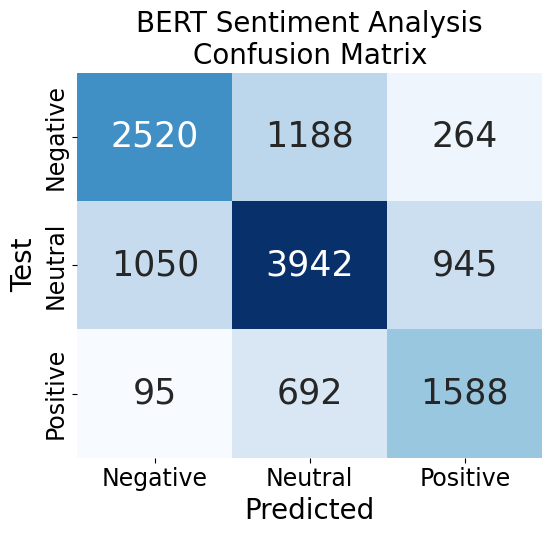 BERT Sentiment Analysis
Confusion Matrix
Test
Negative
2520 1188 264
Neutral
1050 3942 945
Positive
95 692 1588
Negative Neutral Positive
Predicted